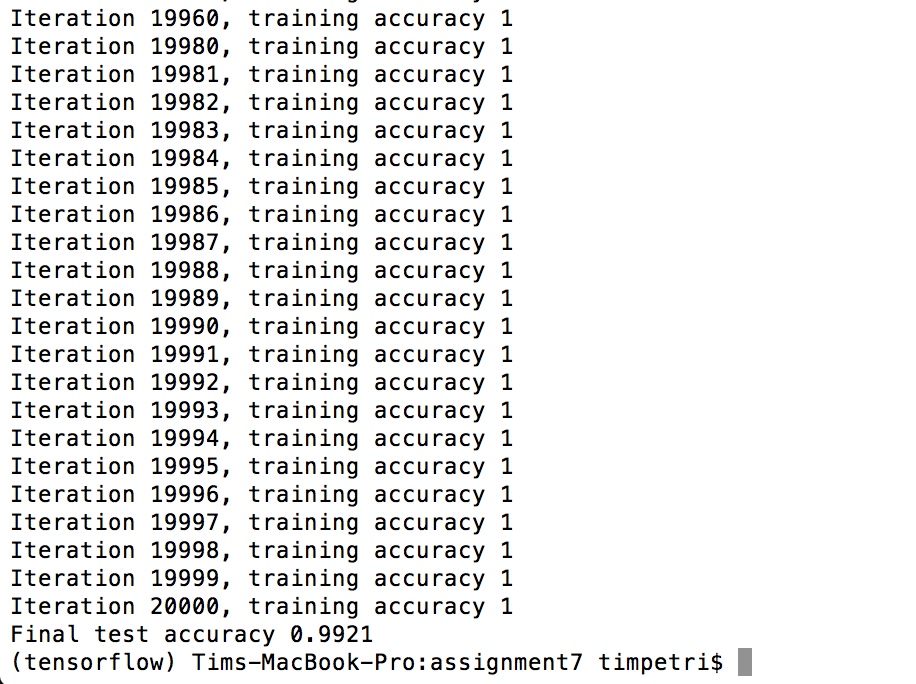 Iteration 19960, training accuracy 1
Iteration 19980, training accuracy 1
Iteration 19981, training accuracy 1
Iteration 19982, training accuracy 1
Iteration 19983, training accuracy 1
Iteration 19984, training accuracy 1
Iteration 19985, training accuracy 1
Iteration 19986, training accuracy 1
Iteration 19987, training accuracy 1
Iteration 19988, training accuracy 1
Iteration 19989, training accuracy 1
Iteration 19990, training accuracy 1
Iteration 19991, training accuracy 1
Iteration 19992, training accuracy 1
Iteration 19993, training accuracy 1
Iteration 19994, training accuracy 1
Iteration 19995, training accuracy 1
Iteration 19996, training accuracy 1
Iteration 19997, training accuracy 1
Iteration 19998, training accuracy 1
Iteration 19999, training accuracy 1
Iteration 20000, training accuracy 1
Final test accuracy 0.9921
(tensorflow) Tims-MacBook-Pro:assignment7 timpetri$